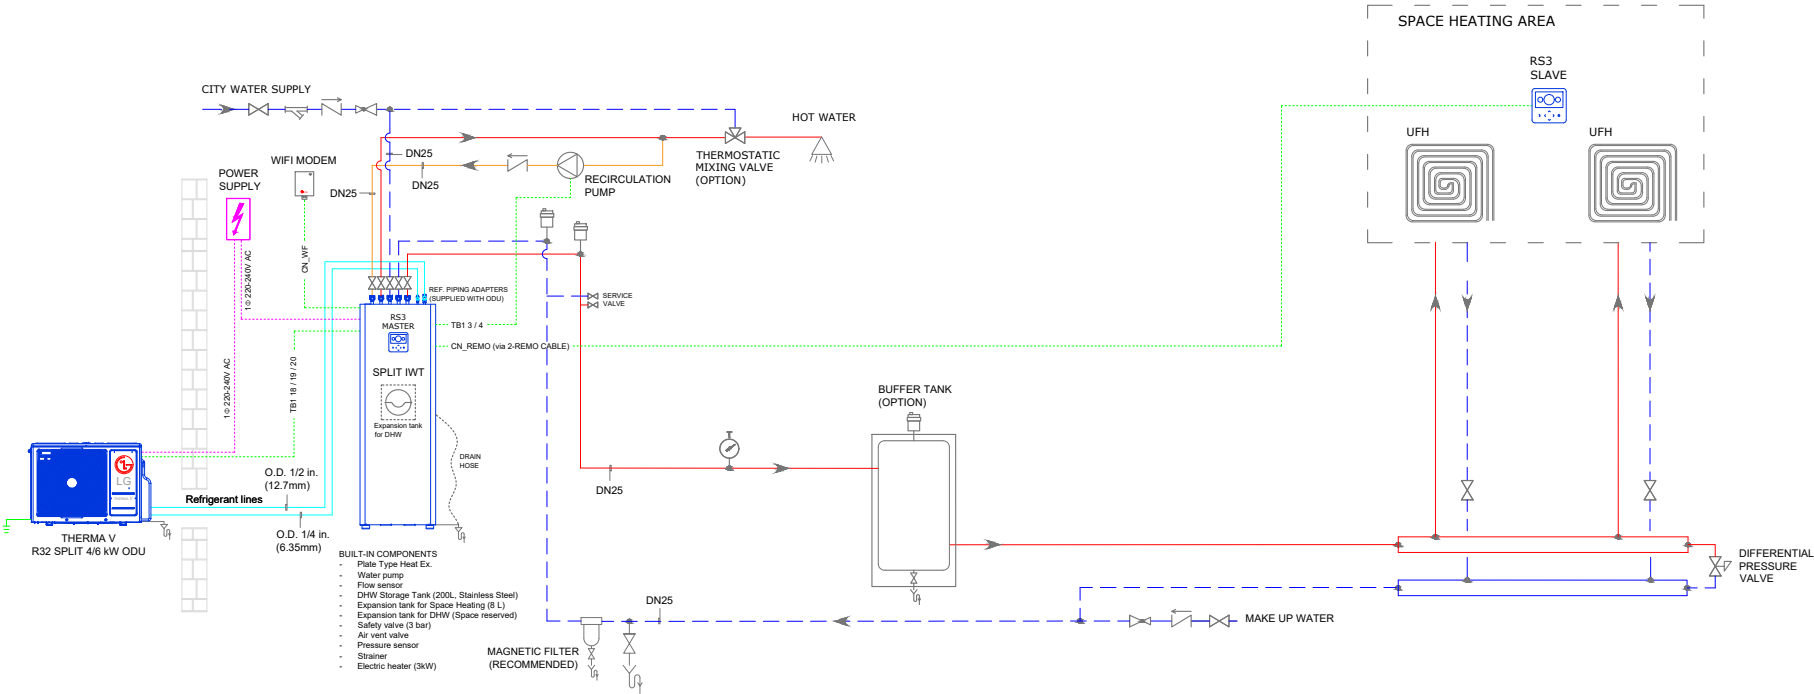 SPACE HEATING AREA
RS3
SLAVE
UFH
UFH
CITY WATER SUPPLY
HOT WATER
DN25
THERMOSTATIC
MIXING VALVE
(OPTION)
WIFI MODEM
POWER
SUPPLY
DN25
DN25
RECIRCULATION
PUMP
CN_WF
1Φ 220-240V AC
REF. PIPING ADAPTERS
(SUPPLIED WITH ODU)
SERVICE
VALVE
RS3
MASTER
TB1 3 / 4
CN_REMO (via 2-REMO CABLE)
1Φ 220-240V AC
TB1 18 / 19 / 20
SPLIT IWT
Expansion tank
for DHW
BUFFER TANK
(OPTION)
DRAIN
HOSE
LG
O.D. 1/2 in.
(12.7mm)
Refrigerant lines
DN25
O.D. 1/4 in.
(6.35mm)
THERMA V
R32 SPLIT 4/6 kW ODU
BUILT-IN COMPONENTS
- Plate Type Heat Ex.
- Water pump
- Flow sensor
- DHW Storage Tank (200L, Stainless Steel)
- Expansion tank for Space Heating (8 L)
- Expansion tank for DHW (Space reserved)
- Safety valve (3 bar)
- Air vent valve
- Pressure sensor
- Strainer
- Electric heater (3kW)
DIFFERENTIAL
PRESSURE
VALVE
DN25
MAKE UP WATER
MAGNETIC FILTER
(RECOMMENDED)